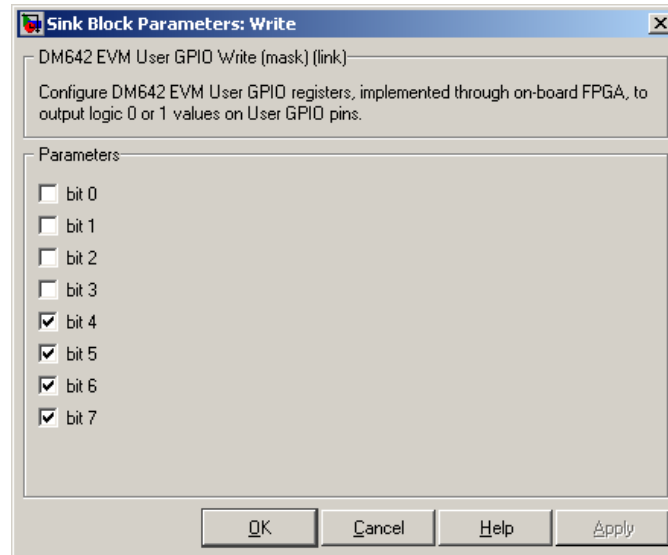 Sink Block Parameters: Write
DM642 EVM User GPIO Write (mask) (link)
Configure DM642 EVM User GPIO registers, implemented through on-board FPGA, to
output logic 0 or 1 values on User GPIO pins.
Parameters
bit 0
bit 1
bit 2
bit 3
bit 4
bit 5
bit 6
bit 7
OK Cancel Help Apply